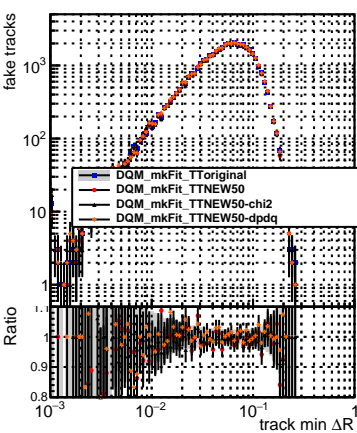 fake tracks
10³
10²
10
1
DQM_mkFit_TToriginal
DQM_mkFit_TTNEW50
DQM_mkFit_TTNEW50-chi2
DQM_mkFit_TTNEW50-dpdq
Ratio
1.1
1
0.9
0.8
10⁻³ 10⁻² 10⁻¹ 1
track min ΔR